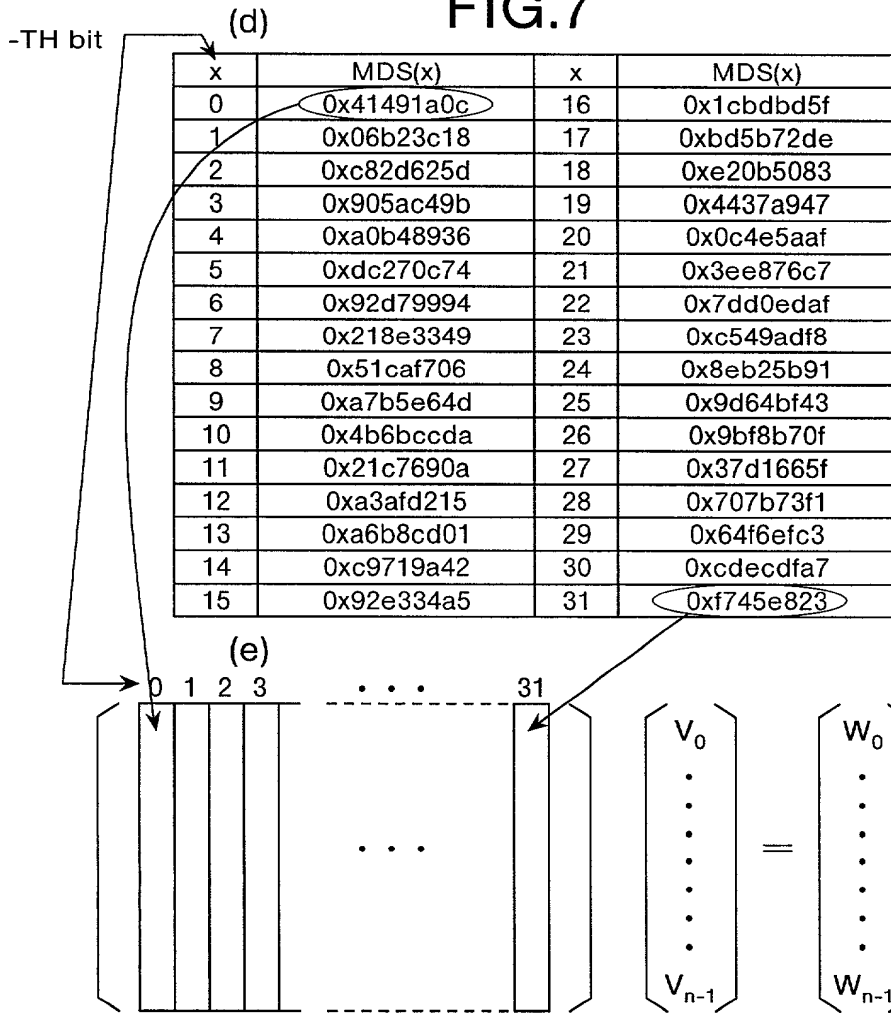 FIG.7
-TH bit
(d)
x MDS(x) x MDS(x)
0 0x41491a0c 16 0x1cbdbd5f
1 0x06b23c18 17 0xbd5b72de
2 0xc82d625d 18 0xe20b5083
3 0x905ac49b 19 0x4437a947
4 0xa0b48936 20 0x0c4e5aaf
5 0xdc270c74 21 0x3ee876c7
6 0x92d79994 22 0x7dd0edaf
7 0x218e3349 23 0xc549adf8
8 0x51caf706 24 0x8eb25b91
9 0xa7b5e64d 25 0x9d64bf43
10 0x4b6bccda 26 0x9bf8b70f
11 0x21c7690a 27 0x37d1665f
12 0xa3afd215 28 0x707b73f1
13 0xa6b8cd01 29 0x64f6efc3
14 0xc9719a42 30 0xcdecdfa7
15 0x92e334a5 31 0xf745e823
(e)
0 1 2 3 . . . 31
V0 W0
. . .
=
Vn-1 Wn-1